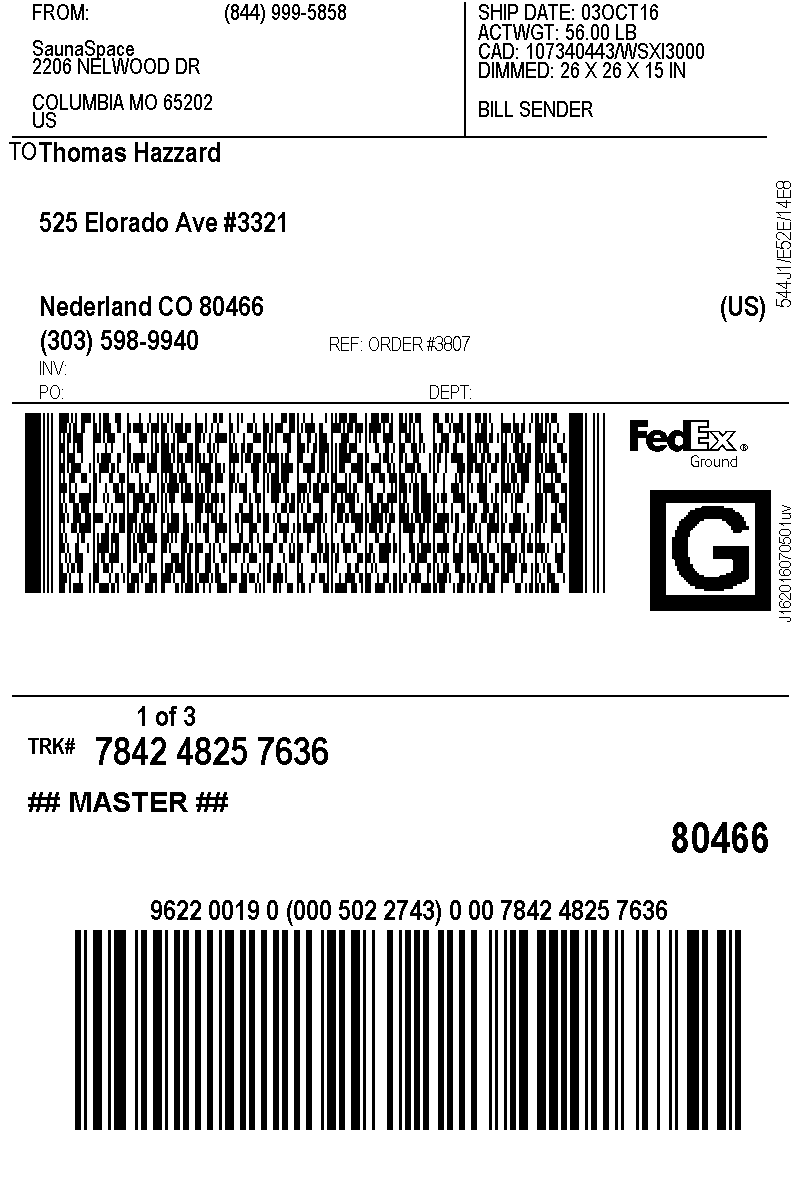 FROM: (844) 999-5858
SaunaSpace
2206 NELWOOD DR
COLUMBIA MO 65202
US
SHIP DATE: 03OCT16
ACTWGT: 56.00 LB
CAD: 107340443/WSXI3000
DIMMED: 26 X 26 X 15 IN
BILL SENDER
TO Thomas Hazzard
525 Elorado Ave #3321
Nederland CO 80466 (US)
(303) 598-9940 REF: ORDER #3807
INV:
PO: DEPT:
544J1/E52E/14E8
FedEx®
Ground
G
J162016070501uv
1 of 3
TRK# 7842 4825 7636
## MASTER ##
80466
9622 0019 0 (000 502 2743) 0 00 7842 4825 7636